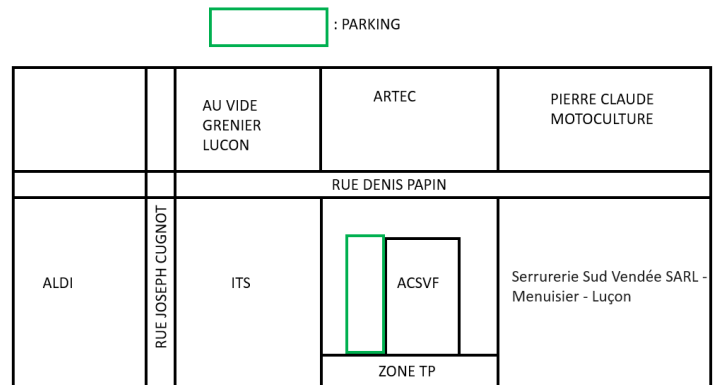 : PARKING
AU VIDE
GRENIER
LUCON
ARTEC
PIERRE CLAUDE
MOTOCULTURE
RUE DENIS PAPIN
ALDI
RUE JOSEPH CUGNOT
ITS
ACSVF
Serrurerie Sud Vendée SARL -
Menuisier - Luçon
ZONE TP